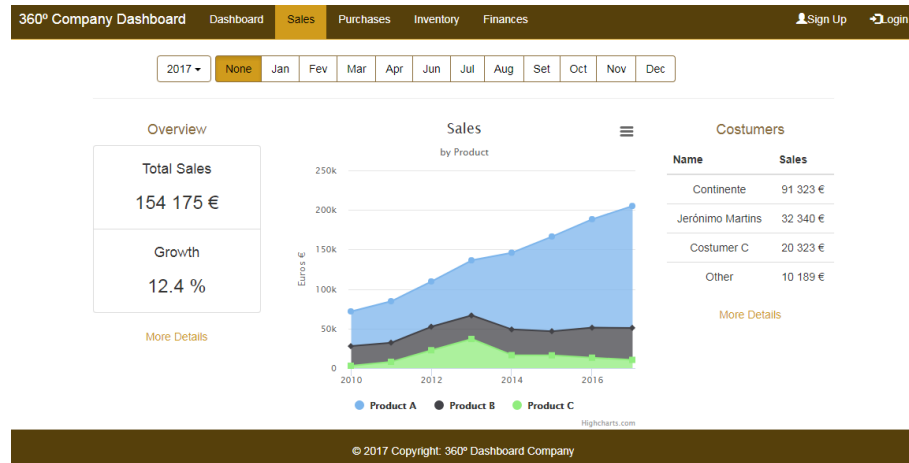 360º Company Dashboard Dashboard Sales Purchases Inventory Finances Sign Up Login
2017 None Jan Fev Mar Apr Jun Jul Aug Set Oct Nov Dec
Overview
Total Sales
154 175 €
Growth
12.4 %
More Details
Sales
by Product
Euros €
250k
200k
150k
100k
50k
0
2010 2012 2014 2016
Product A Product B Product C
Highcharts.com
Costumers
Name Sales
Continente 91 323 €
Jerónimo Martins 32 340 €
Costumer C 20 323 €
Other 10 189 €
More Details
© 2017 Copyright: 360º Dashboard Company